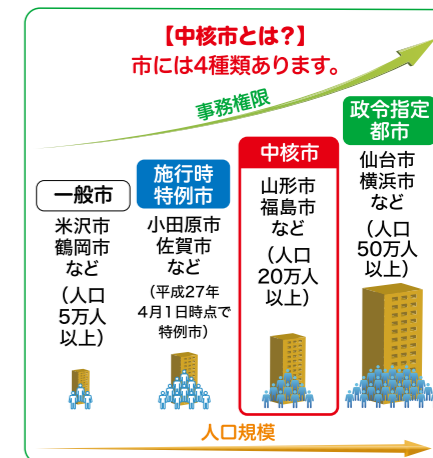 【中核市とは?】
市には4種類あります。
事務権限
一般市
米沢市
鶴岡市
など
(人口
5万人
以上)
施行時
特例市
小田原市
佐賀市
など
(平成27年
4月1日時点で
特例市)
中核市
山形市
福島市
など
(人口
20万人
以上)
政令指定
都市
仙台市
横浜市
など
(人口
50万人
以上)
人口規模